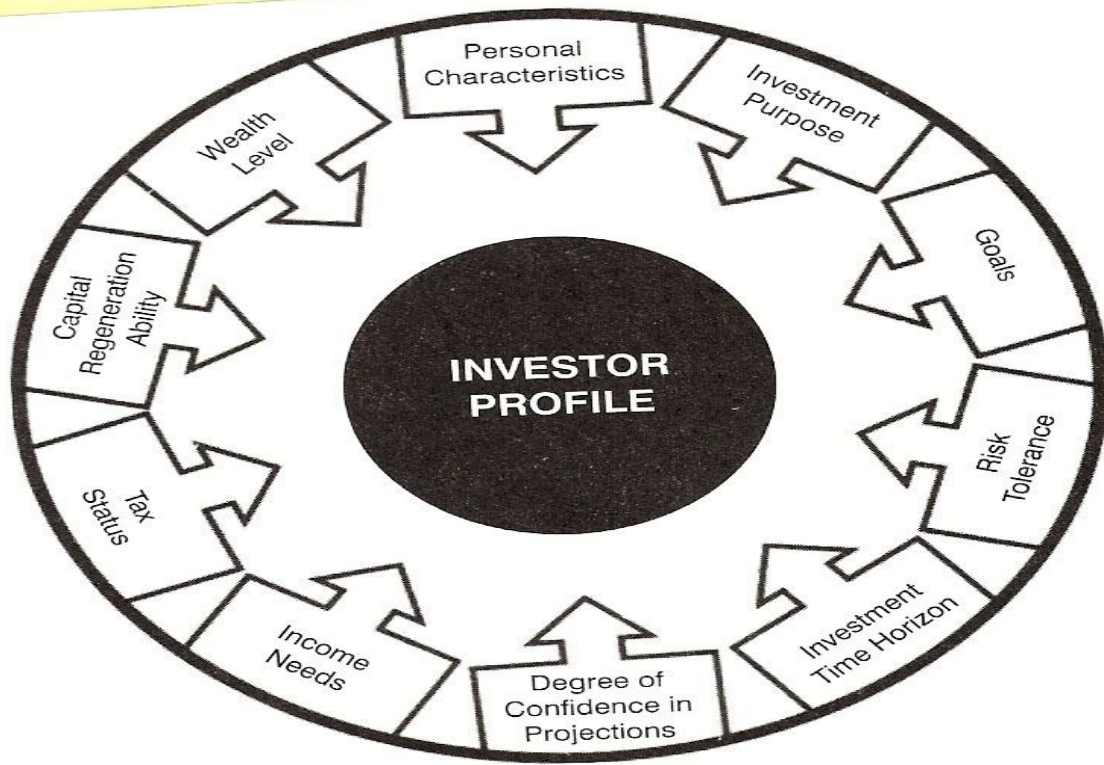 Personal
Characteristics
Investment
Purpose
Goals
Risk
Tolerance
Investment
Time Horizon
Degree of
Confidence in
Projections
Income
Needs
Tax
Status
Capital
Regeneration
Ability
Wealth
Level
INVESTOR
PROFILE